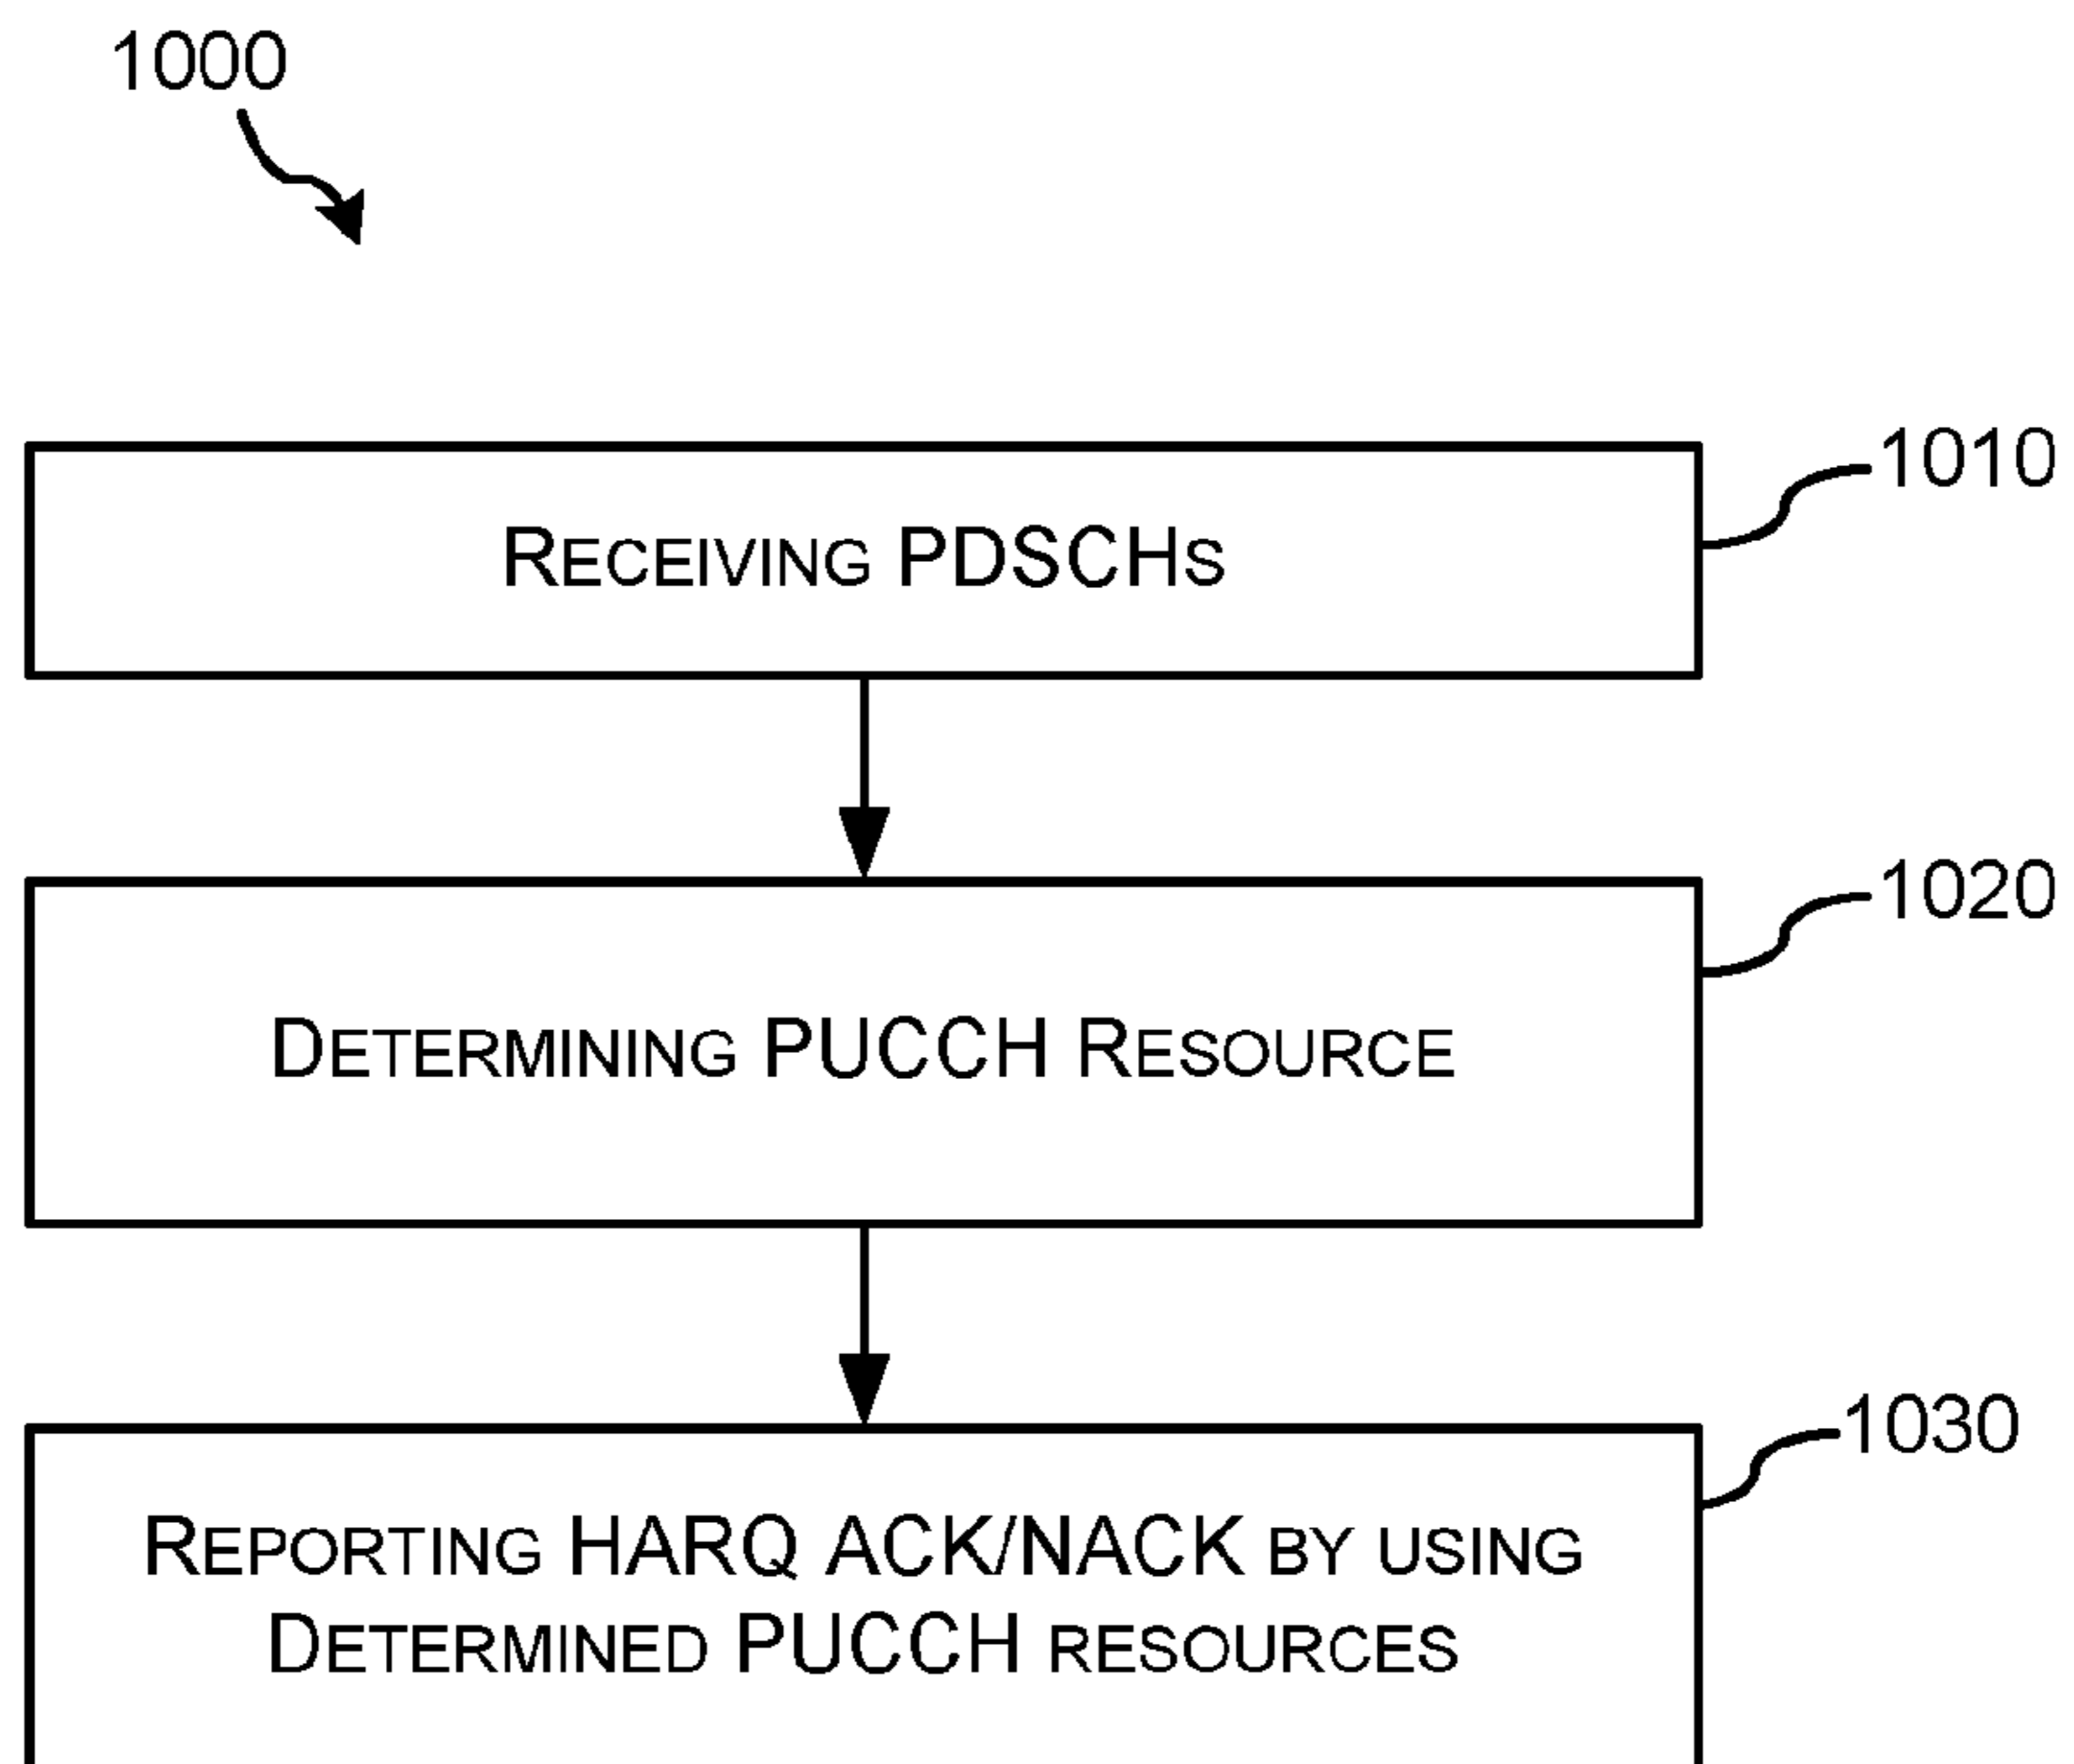 1000
1010
Receiving PDSCHs
1020
Determining PUCCH Resource
1030
Reporting HARQ ACK/NACK by using
Determined PUCCH resources